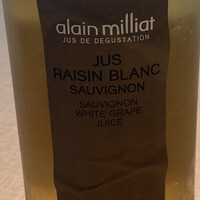 alain milliat
JUS DE DEGUSTATION
JUS
RAISIN BLANC
SAUVIGNON
SAUVIGNON
WHITE GRAPE
JUICE